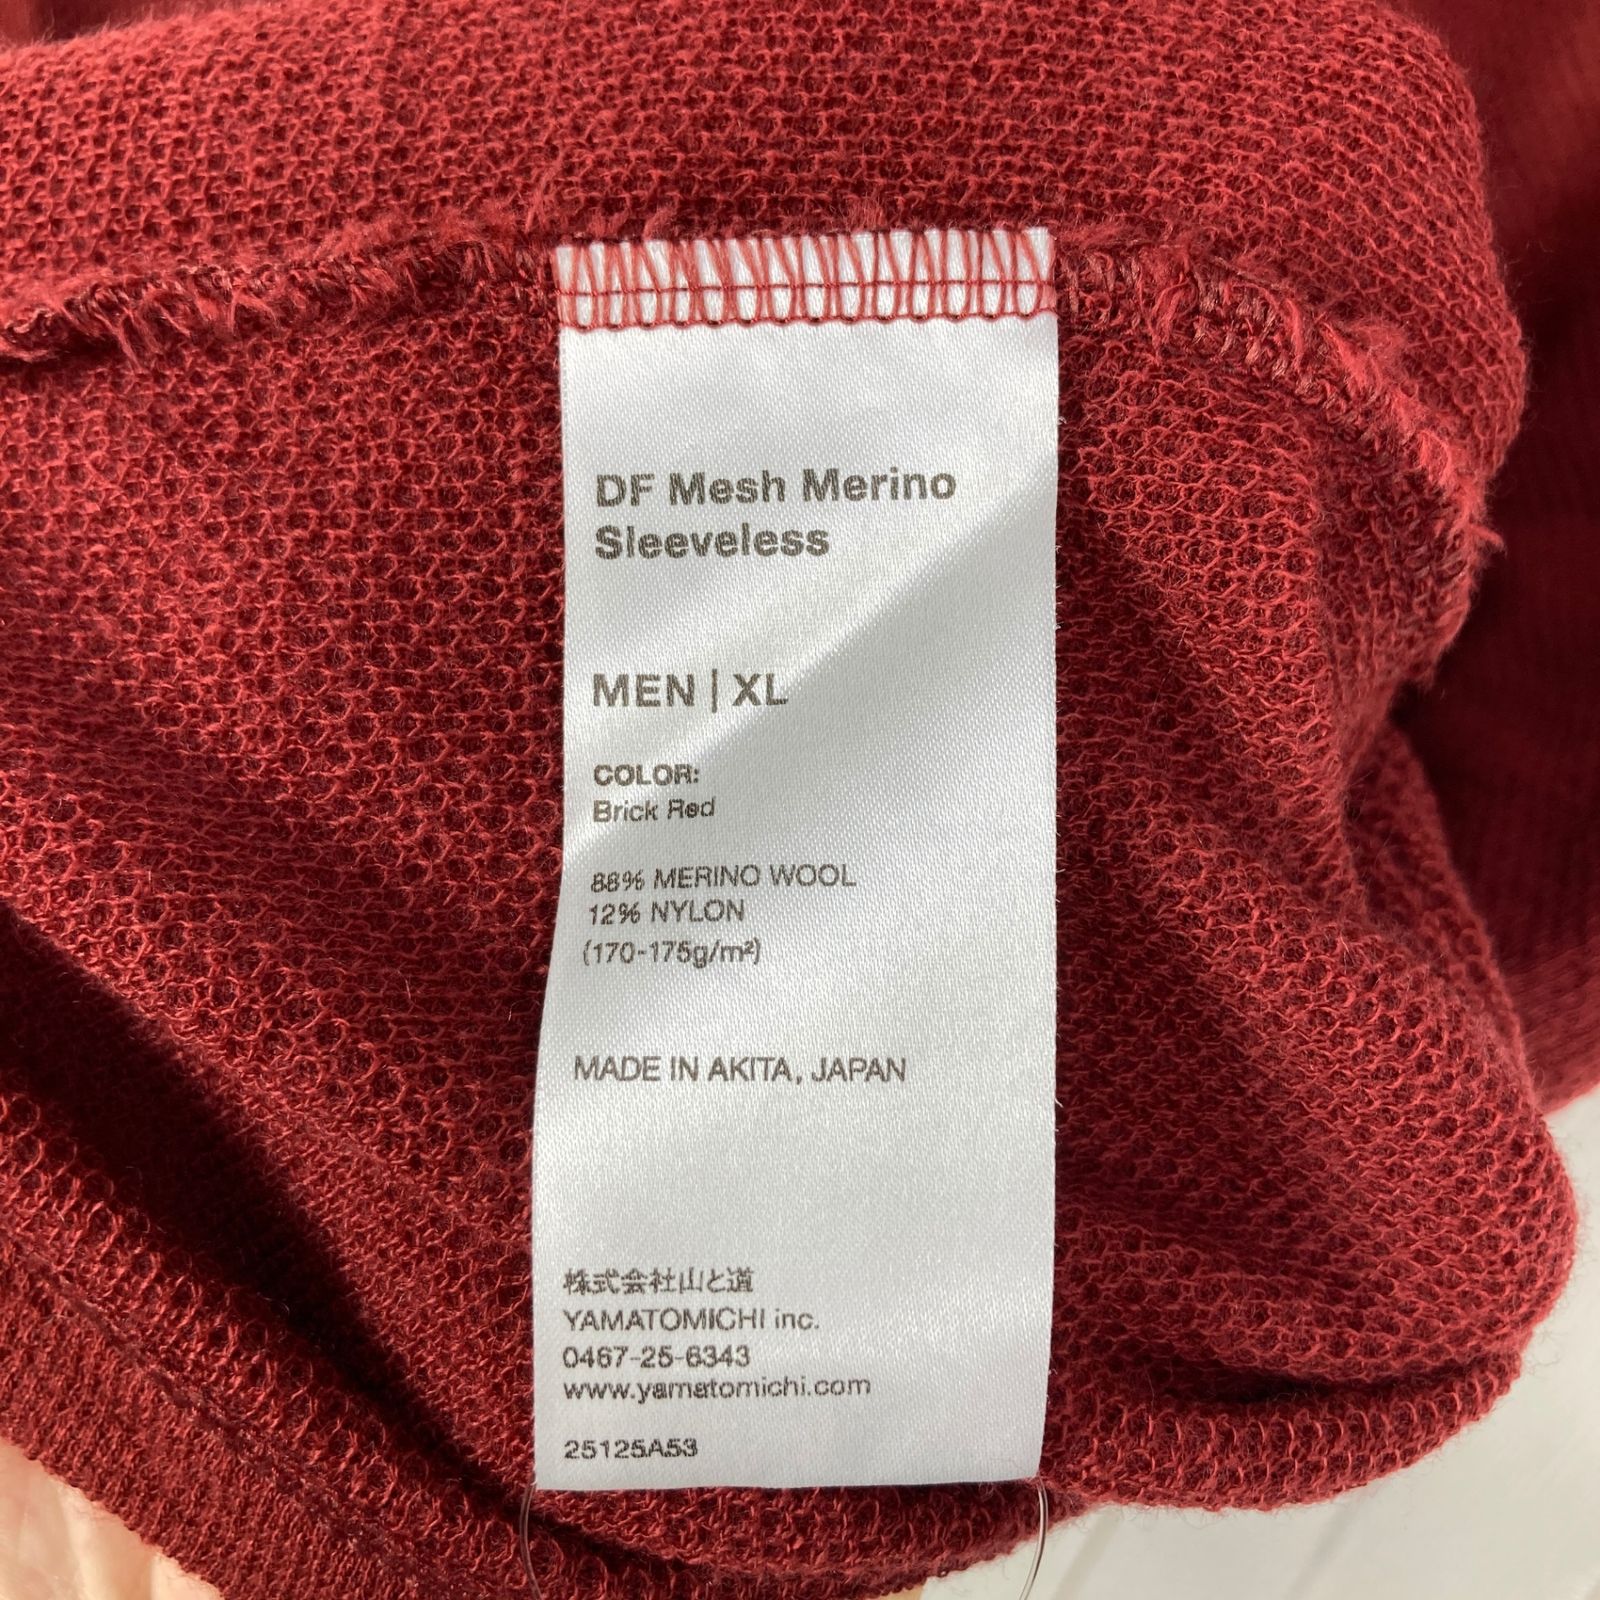 DF Mesh Merino
Sleeveless
MEN | XL
COLOR:
Brick Red
88% MERINO WOOL
12% NYLON
(170-175g/m²)
MADE IN AKITA, JAPAN
株式会社山と道
YAMATOMICHI inc.
0467-25-6343
www.yamatomichi.com
25125A53